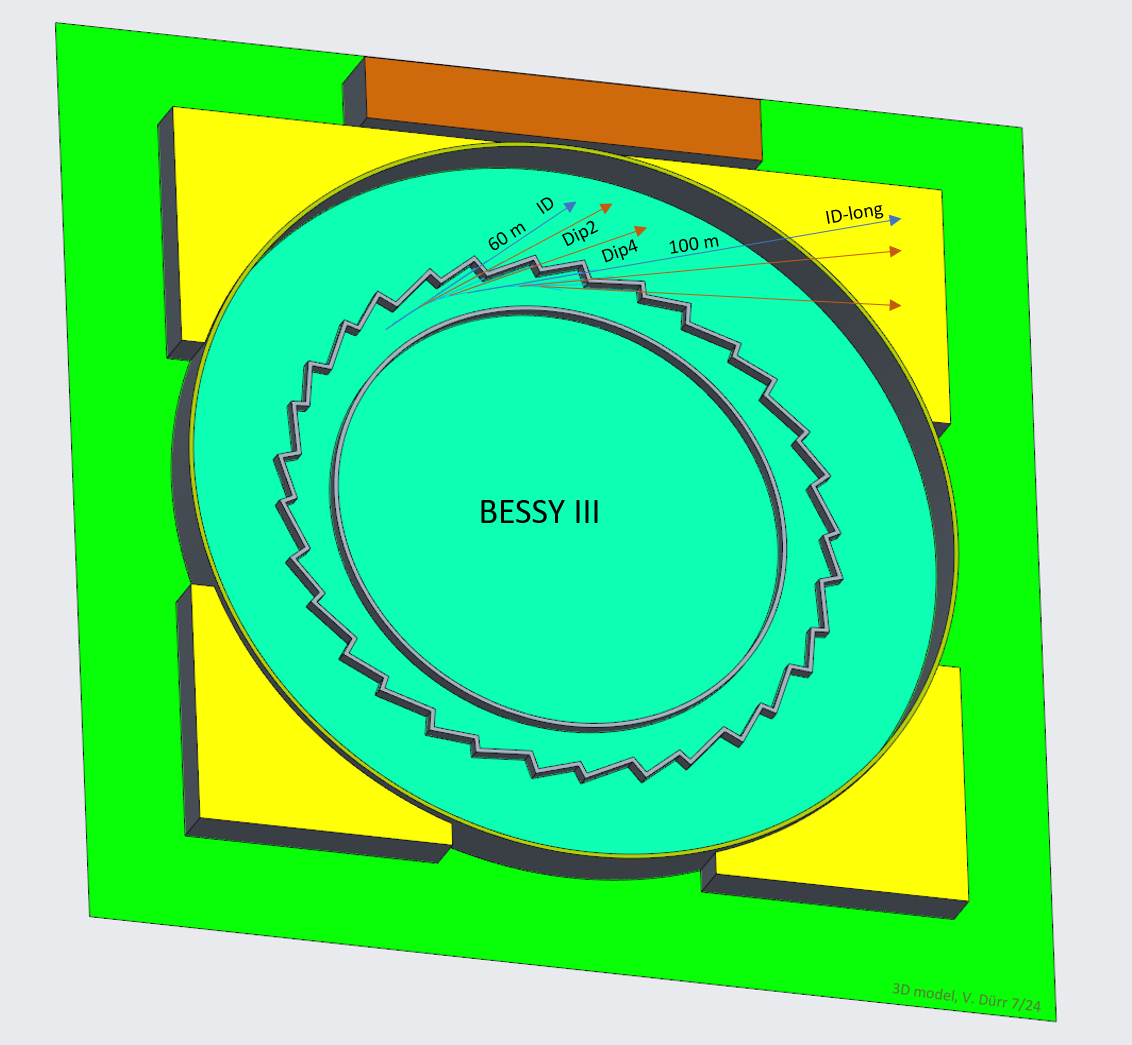 ID
60 m
Dip2
Dip4
100 m
ID-long
BESSY III
3D model, V. Dürr 7/24